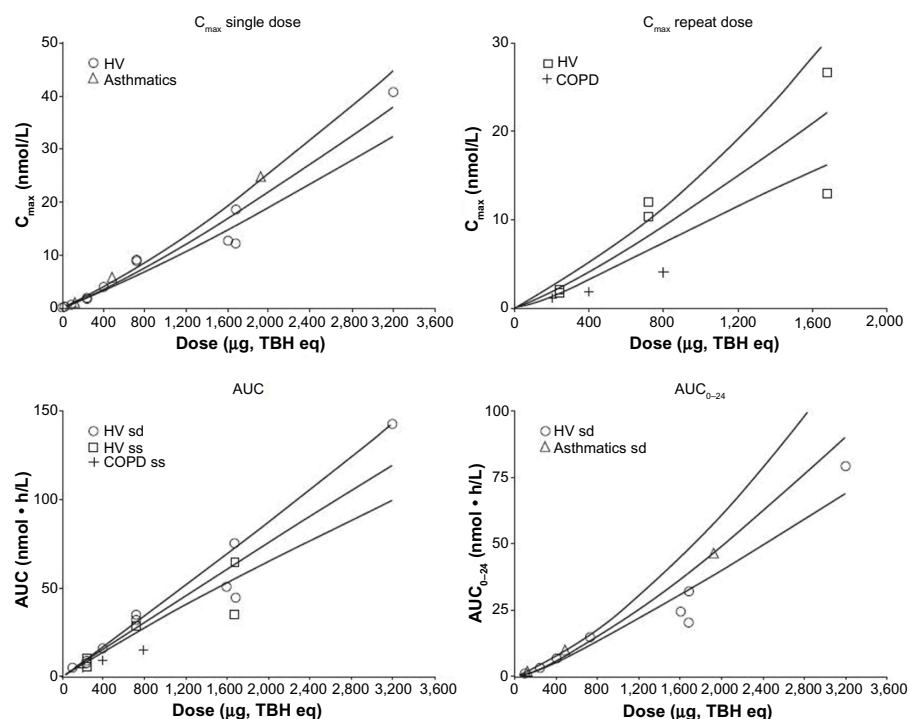 C_max single dose
50
40
30
20
10
0
C_max (nmol/L)
HV
Asthmatics
0 400 800 1,200 1,600 2,000 2,400 2,800 3,200 3,600
Dose (μg, TBH eq)
C_max repeat dose
30
20
10
0
C_max (nmol/L)
HV
COPD
0 400 800 1,200 1,600 2,000
Dose (μg, TBH eq)
AUC
150
100
50
0
AUC (nmol • h/L)
HV sd
HV ss
COPD ss
0 400 800 1,200 1,600 2,000 2,400 2,800 3,200 3,600
Dose (μg, TBH eq)
AUC_0–24
100
75
50
25
0
AUC_0–24 (nmol • h/L)
HV sd
Asthmatics sd
0 400 800 1,200 1,600 2,000 2,400 2,800 3,200 3,600
Dose (μg, TBH eq)